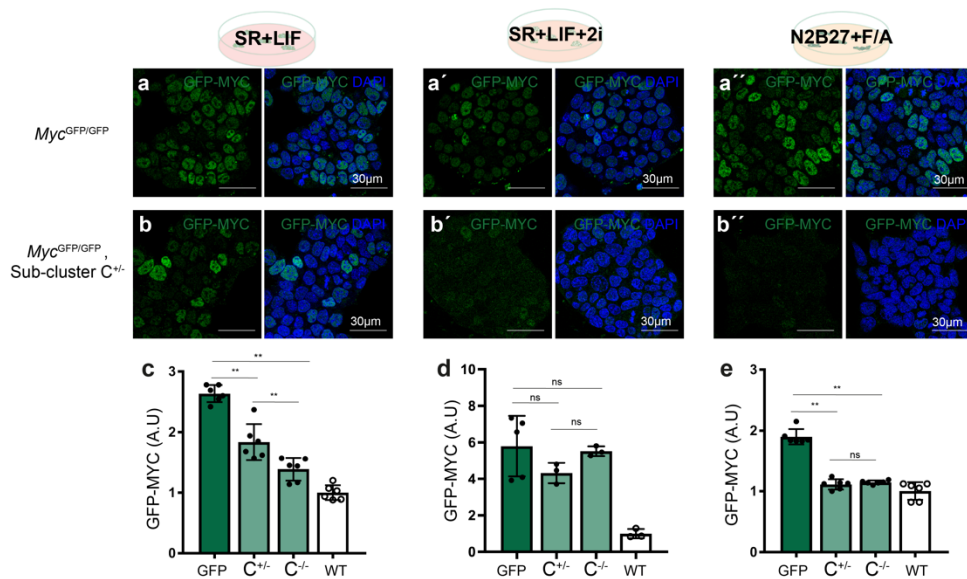 SR+LIF
SR+LIF+2i
N2B27+F/A
a
GFP-MYC
GFP-MYC DAPI
30µm
a´
GFP-MYC
GFP-MYC DAPI
30µm
a´´
GFP-MYC
GFP-MYC DAPI
30µm
Myc^GFP/GFP
b
GFP-MYC
GFP-MYC DAPI
30µm
b´
GFP-MYC
GFP-MYC DAPI
30µm
b´´
GFP-MYC
GFP-MYC DAPI
30µm
Myc^GFP/GFP,
Sub-cluster C^+/-
c
GFP-MYC (A.U)
3
2
1
0
**
**
**
GFP
C^+/-
C^-/-
WT
d
GFP-MYC (A.U)
10
8
6
4
2
0
ns
ns
ns
GFP
C^+/-
C^-/-
WT
e
GFP-MYC (A.U)
3
2
1
0
**
**
ns
GFP
C^+/-
C^-/-
WT